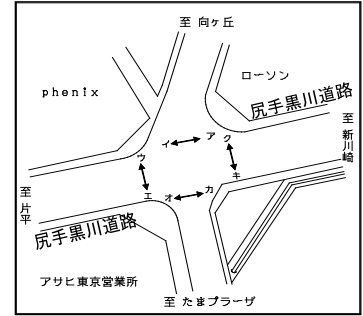 至 向ヶ丘
ローソン
phenix
尻手黒川道路
至 新川崎
ア
イ
ク
ウ
キ
エ
オ
カ
至 片平
尻手黒川道路
アサヒ東京営業所
至 たまプラーザ